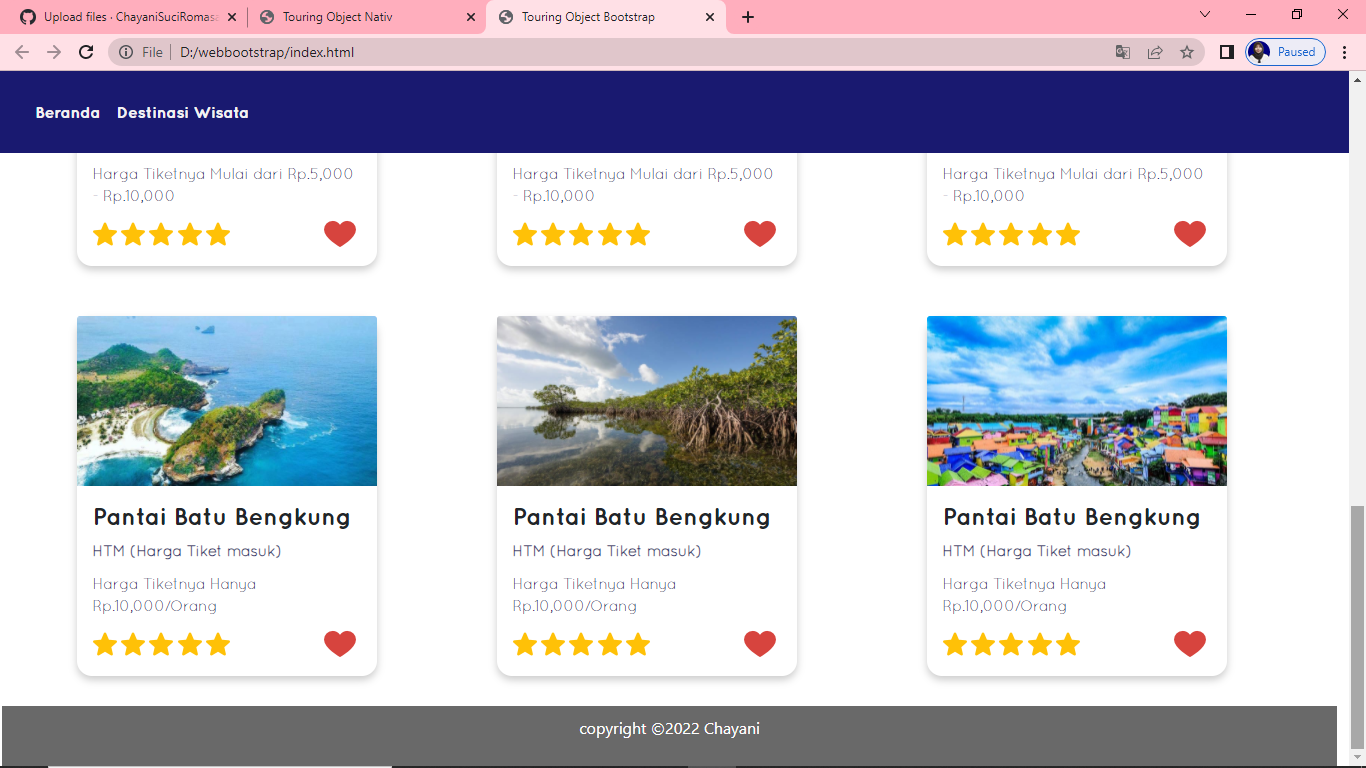 Upload files · ChayaniSuciRomasa
Touring Object Nativ
Touring Object Bootstrap
File
D:/webbootstrap/index.html
Paused
Beranda
Destinasi Wisata
Harga Tiketnya Mulai dari Rp.5,000
- Rp.10,000
Harga Tiketnya Mulai dari Rp.5,000
- Rp.10,000
Harga Tiketnya Mulai dari Rp.5,000
- Rp.10,000
Pantai Batu Bengkung
HTM (Harga Tiket masuk)
Harga Tiketnya Hanya
Rp.10,000/Orang
Pantai Batu Bengkung
HTM (Harga Tiket masuk)
Harga Tiketnya Hanya
Rp.10,000/Orang
Pantai Batu Bengkung
HTM (Harga Tiket masuk)
Harga Tiketnya Hanya
Rp.10,000/Orang
copyright ©2022 Chayani